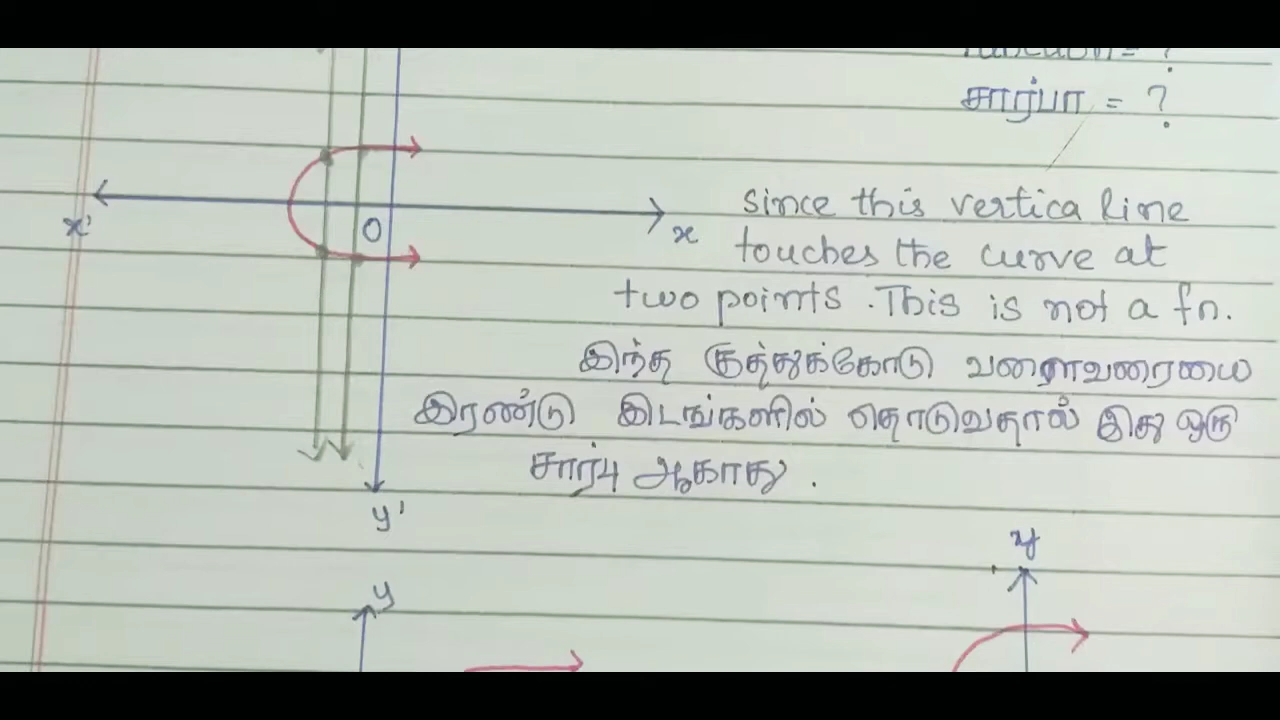 சார்பா = ?
x'
O
x
since this vertica line
touches the curve at
two points. This is not a fn.
இந்த குத்துக்கோடு வளைவரையை
இரண்டு இடங்களில் தொடுவதால் இது ஒரு
சார்பு ஆகாது.
y'
y
y